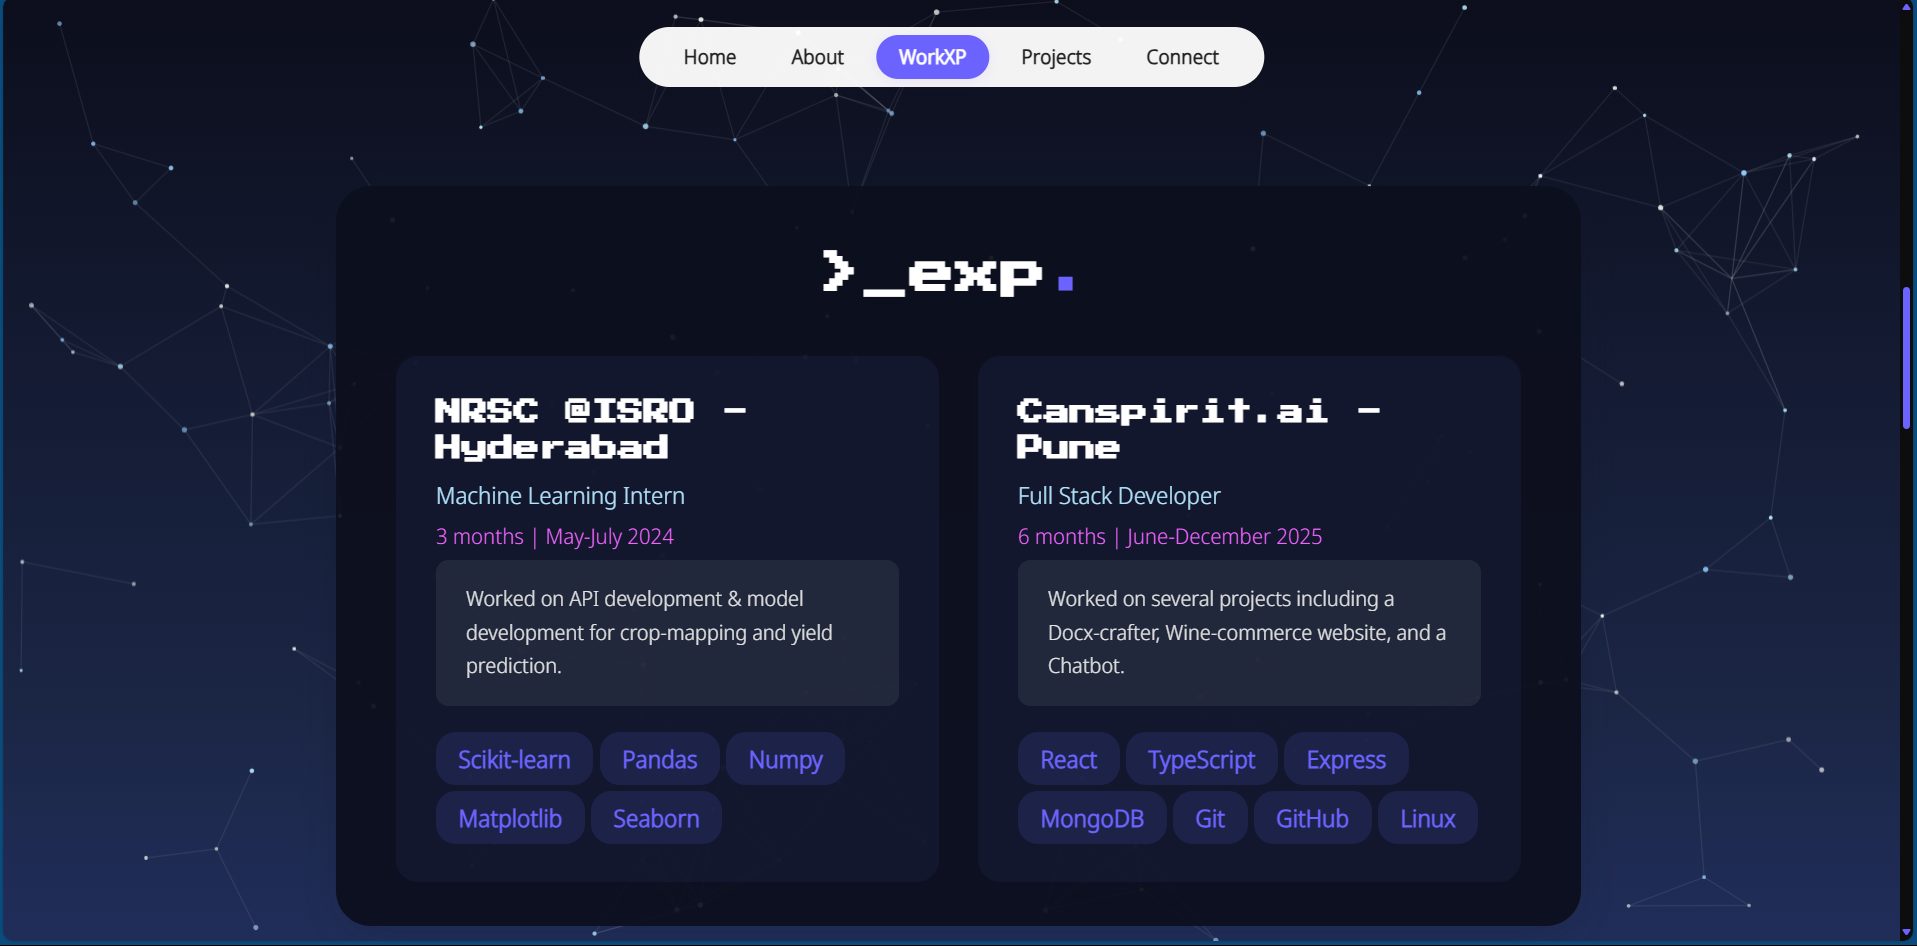 Home About WorkXP Projects Connect
❯_exp.
NRSC @ISRO -
Hyderabad
Machine Learning Intern
3 months | May-July 2024
Worked on API development & model
development for crop-mapping and yield
prediction.
Scikit-learn Pandas Numpy
Matplotlib Seaborn
Canspirit.ai -
Pune
Full Stack Developer
6 months | June-December 2025
Worked on several projects including a
Docx-crafter, Wine-commerce website, and a
Chatbot.
React TypeScript Express
MongoDB Git GitHub Linux